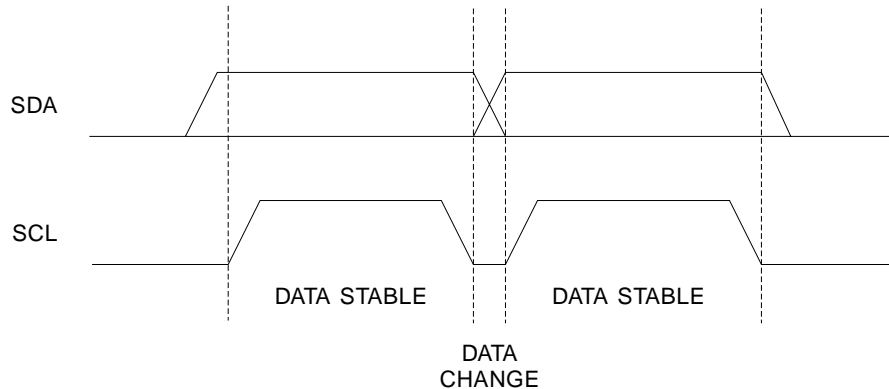 SDA
SCL
DATA STABLE
DATA STABLE
DATA
CHANGE